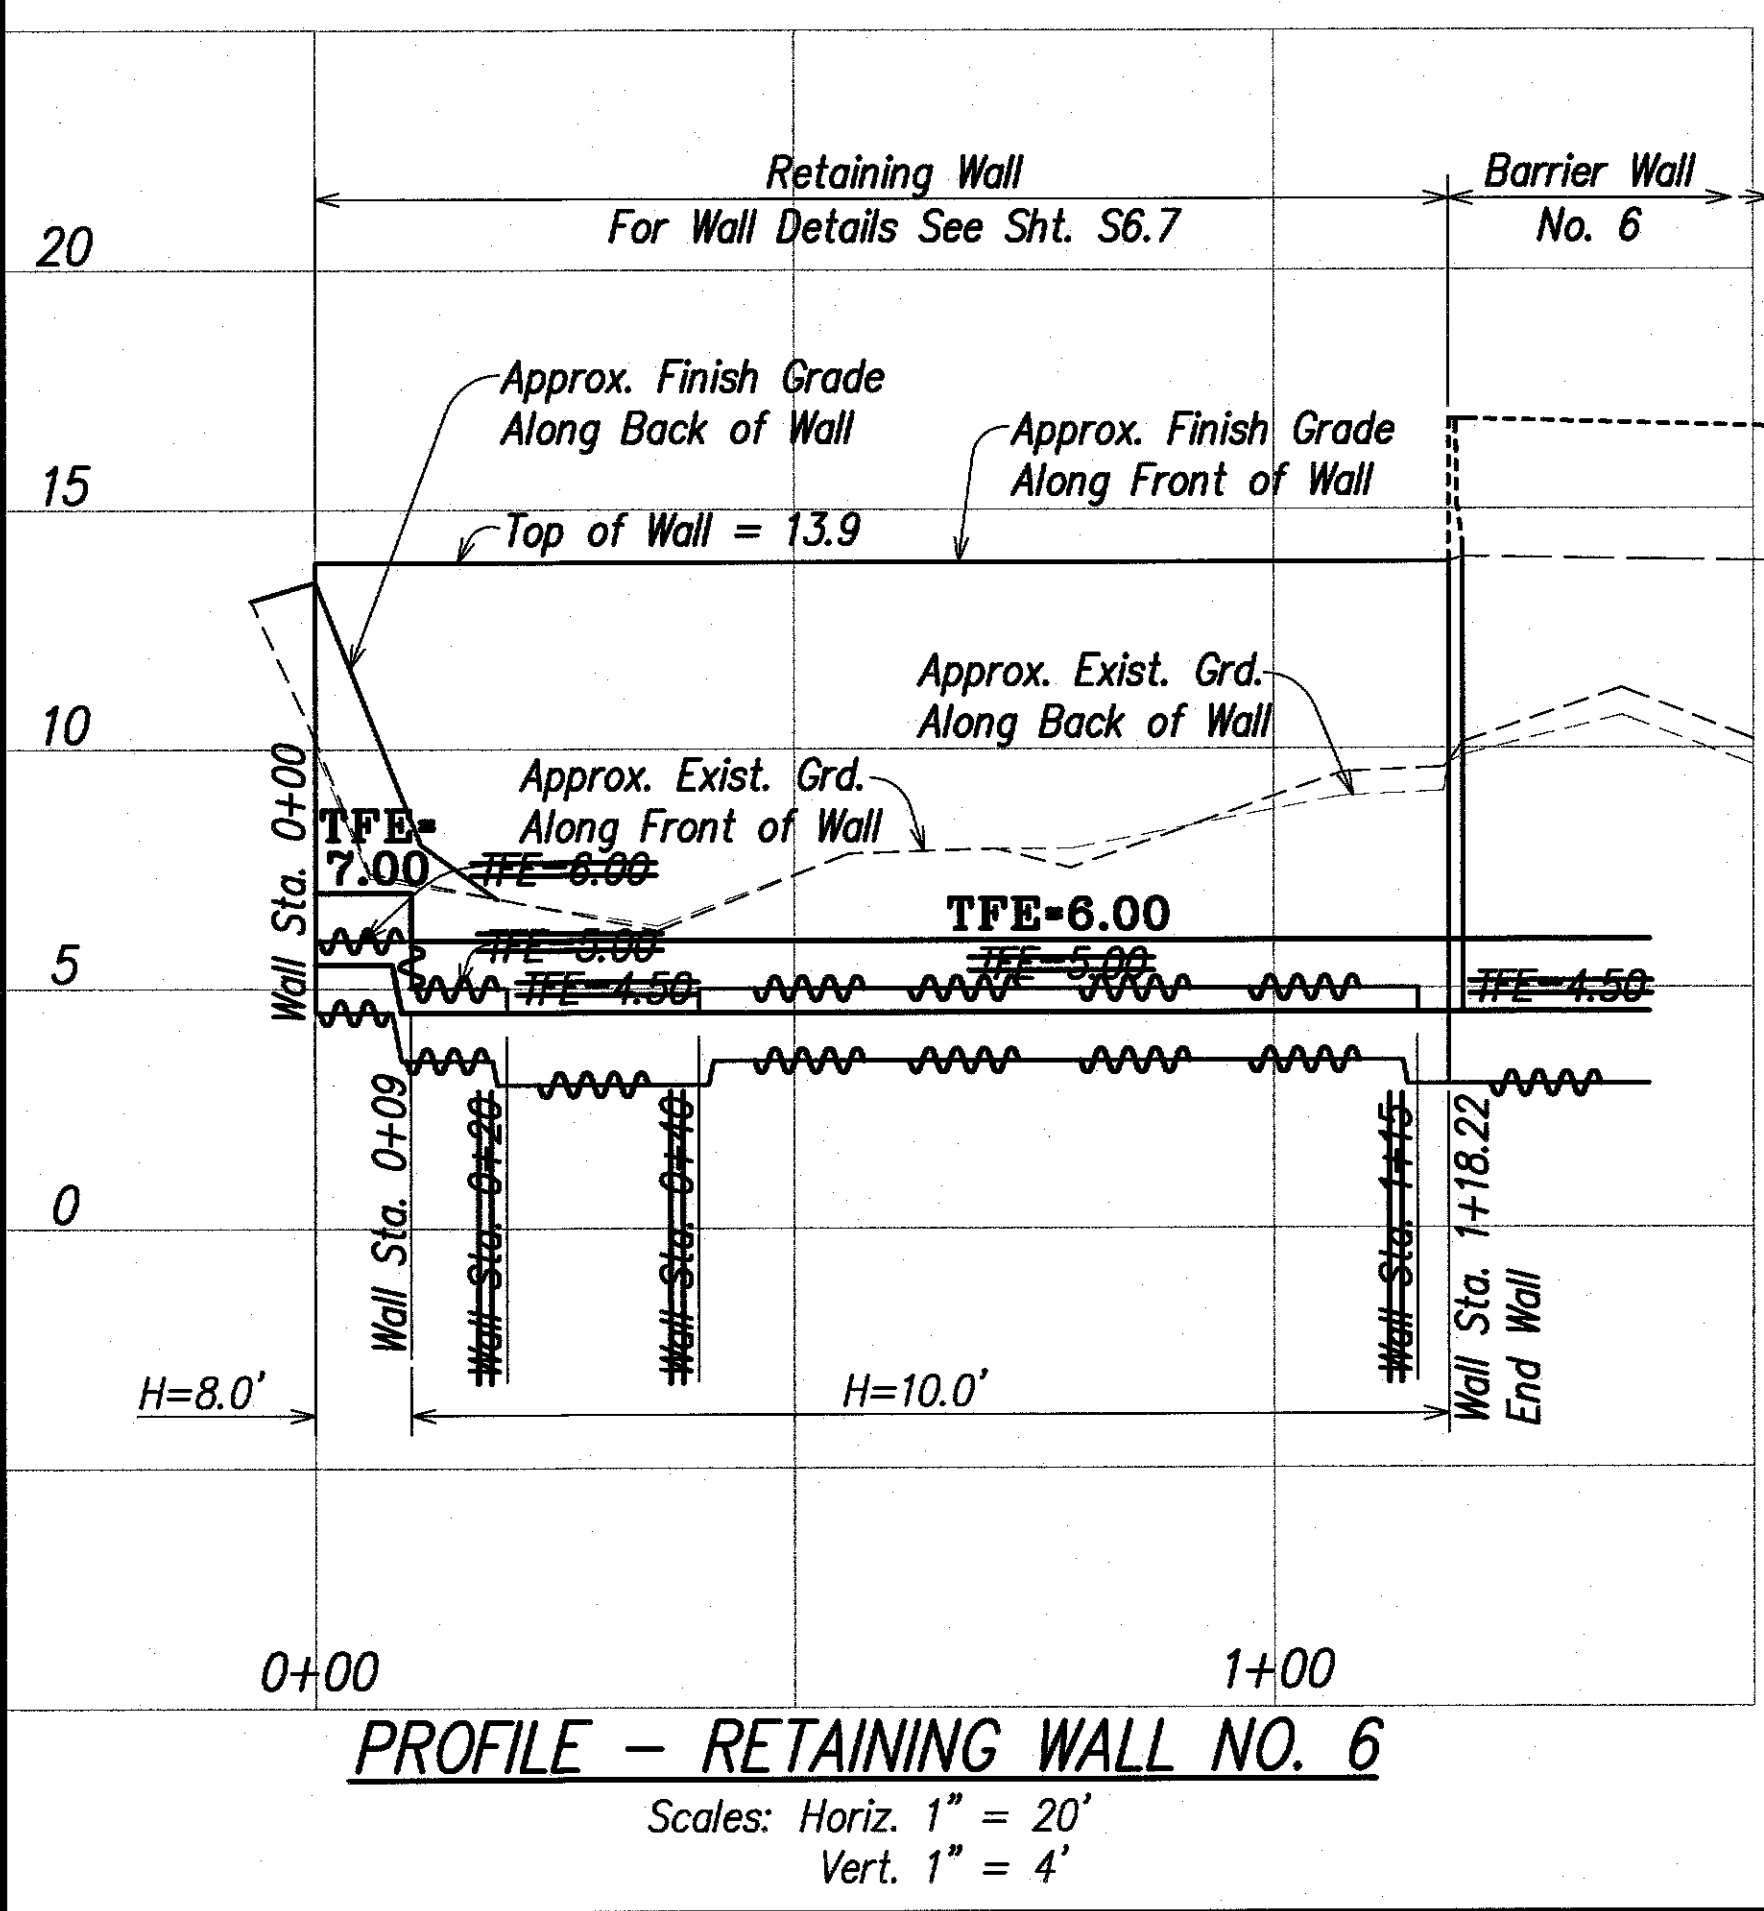 Retaining Wall
For Wall Details See Sht. S6.7
Barrier Wall
No. 6
20
Approx. Finish Grade
Along Back of Wall
Approx. Finish Grade
Along Front of Wall
15
Top of Wall = 13.9
Approx. Exist. Grd.
Along Back of Wall
10
Approx. Exist. Grd.
Along Front of Wall
Wall Sta. 0+00
TFE=
7.00
TFE=6.00
TFE=6.00
TFE=5.00
TFE=5.00
5
TFE=4.50
TFE=4.50
Wall Sta. 0+09
Wall Sta. 0+20
Wall Sta. 0+40
Wall Sta. 1+15
Wall Sta. 1+18.22
End Wall
0
H=8.0'
H=10.0'
0+00
1+00
PROFILE – RETAINING WALL NO. 6
Scales: Horiz. 1" = 20'
Vert. 1" = 4'